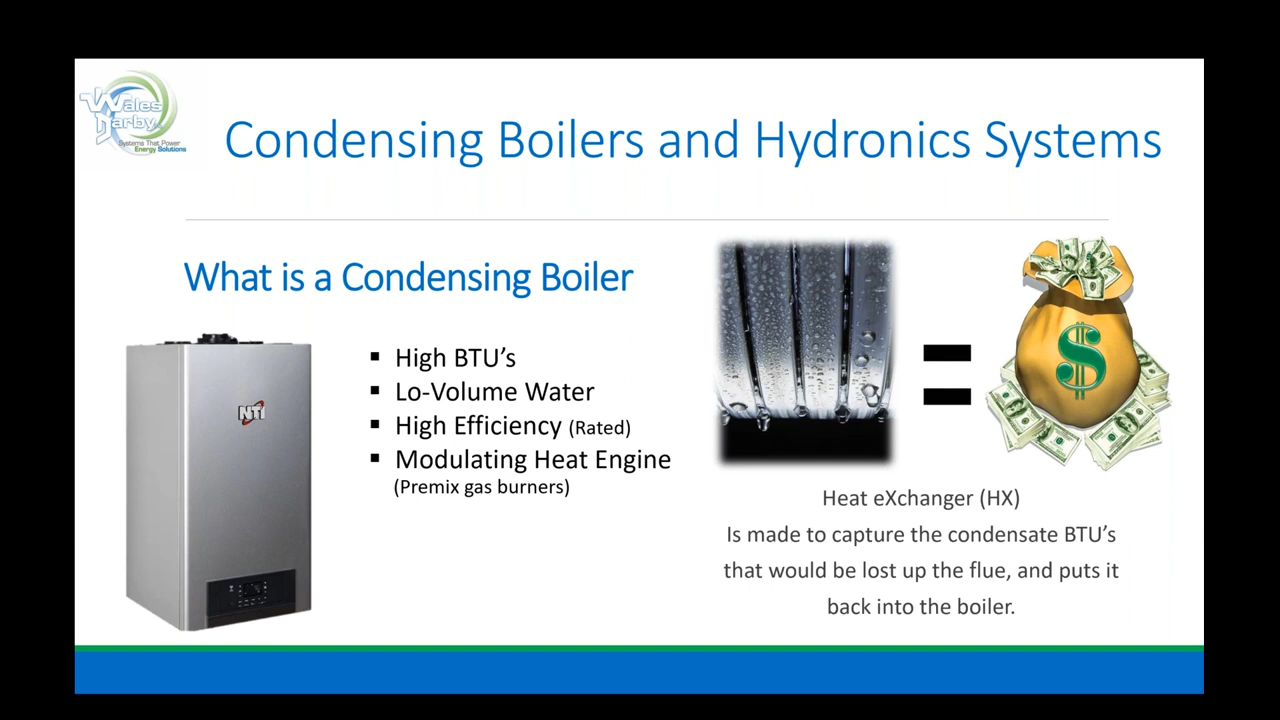 Wales
Darby
Systems That Power
Energy Solutions
Condensing Boilers and Hydronics Systems
What is a Condensing Boiler
▪ High BTU’s
▪ Lo-Volume Water
▪ High Efficiency (Rated)
▪ Modulating Heat Engine
(Premix gas burners)
NTI
$
Heat eXchanger (HX)
Is made to capture the condensate BTU’s
that would be lost up the flue, and puts it
back into the boiler.